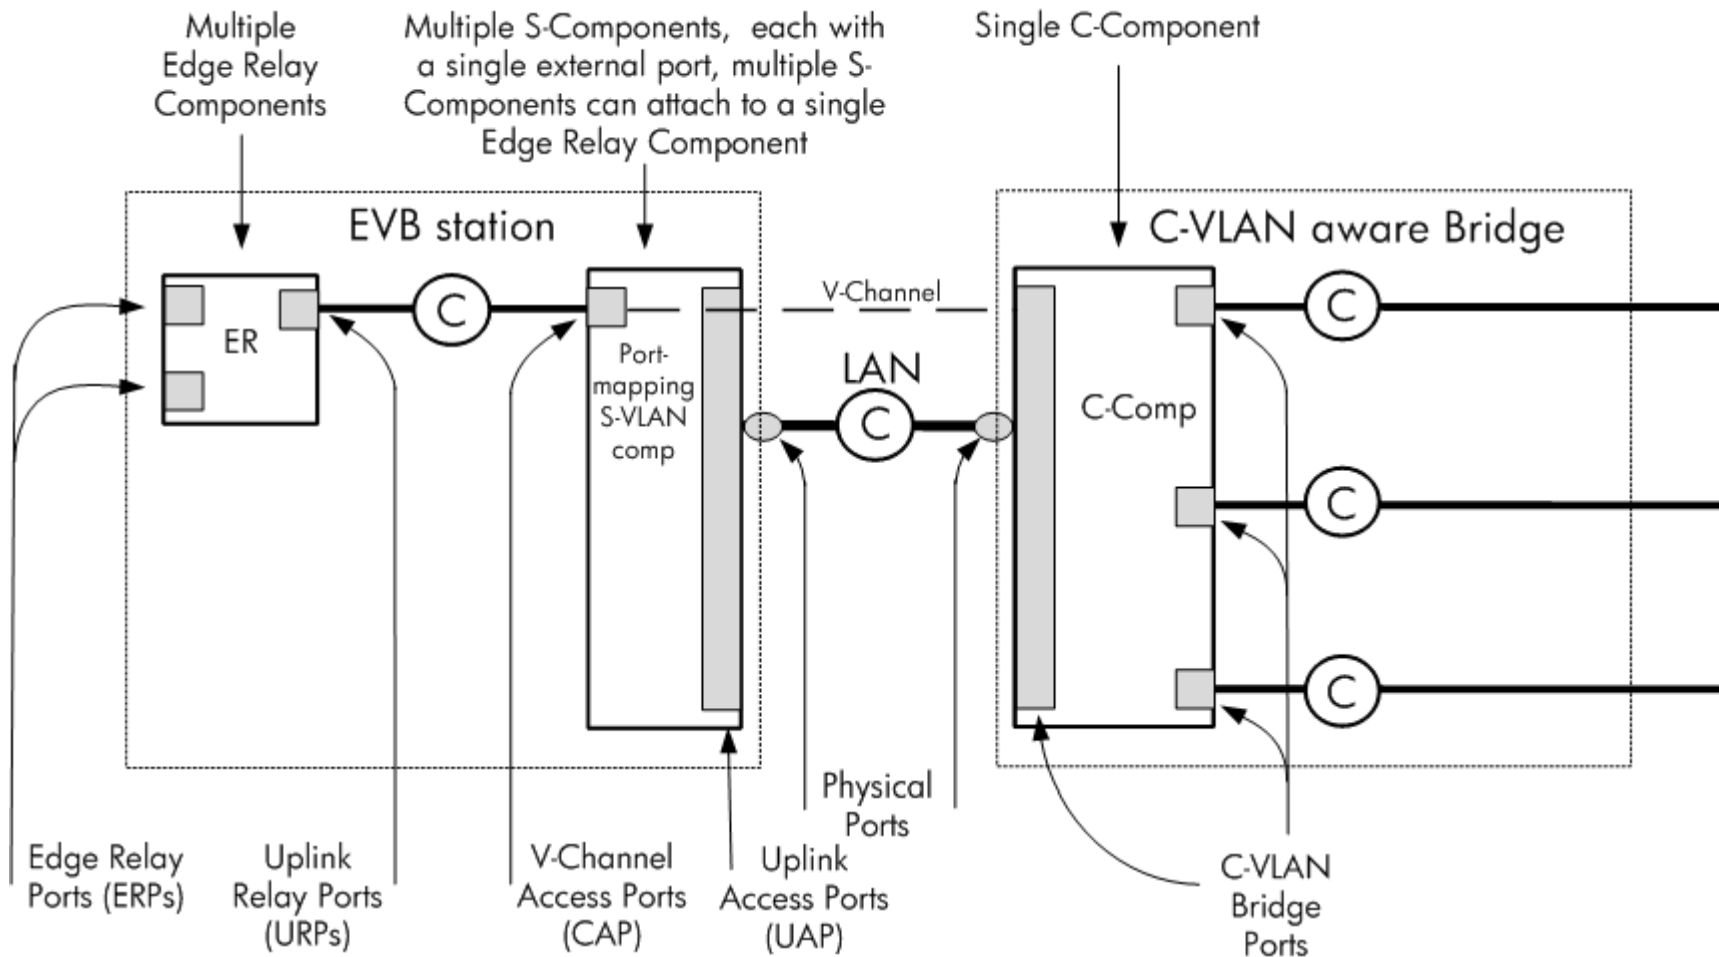 Multiple
Edge Relay
Components
Multiple S-Components, each with
a single external port, multiple S-
Components can attach to a single
Edge Relay Component
Single C-Component
EVB station
C-VLAN aware Bridge
ER
C
Port-
mapping
S-VLAN
comp
V-Channel
LAN
C
C-Comp
C
C
C
Edge Relay
Ports (ERPs)
Uplink
Relay Ports
(URPs)
V-Channel
Access Ports
(CAP)
Uplink
Access Ports
(UAP)
Physical
Ports
C-VLAN
Bridge
Ports